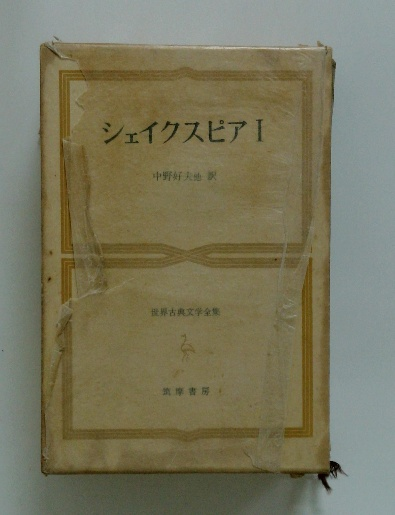 シェイクスピアⅠ
中野好夫他 訳
世界古典文学全集
筑摩書房